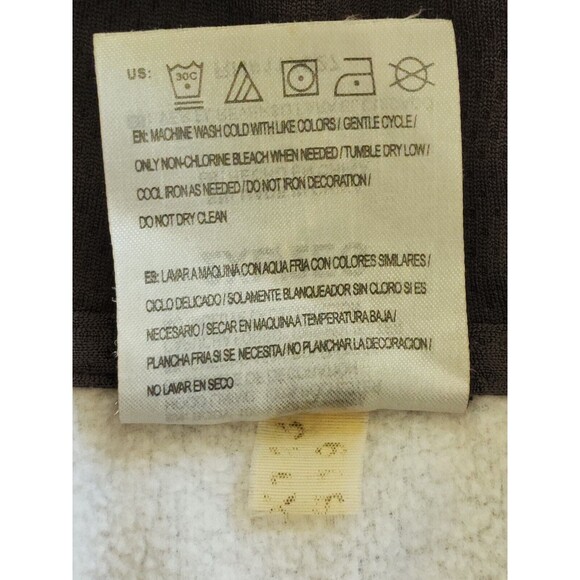 US: 30C
EN: MACHINE WASH COLD WITH LIKE COLORS / GENTLE CYCLE /
ONLY NON-CHLORINE BLEACH WHEN NEEDED / TUMBLE DRY LOW /
COOL IRON AS NEEDED / DO NOT IRON DECORATION /
DO NOT DRY CLEAN
EB: LAVAR A MAQUINA CON AQUA FRIA CON COLORES SIMILARES /
CICLO DELICADO / SOLAMENTE BLANQUEADOR SIN CLORO SI ES
NECESARIO / SECAR EN MAQUINA A TEMPERATURA BAJA /
PLANCHA FRIA SI SE NECESITA / NO PLANCHAR LA DECORACION /
NO LAVAR EN SECO